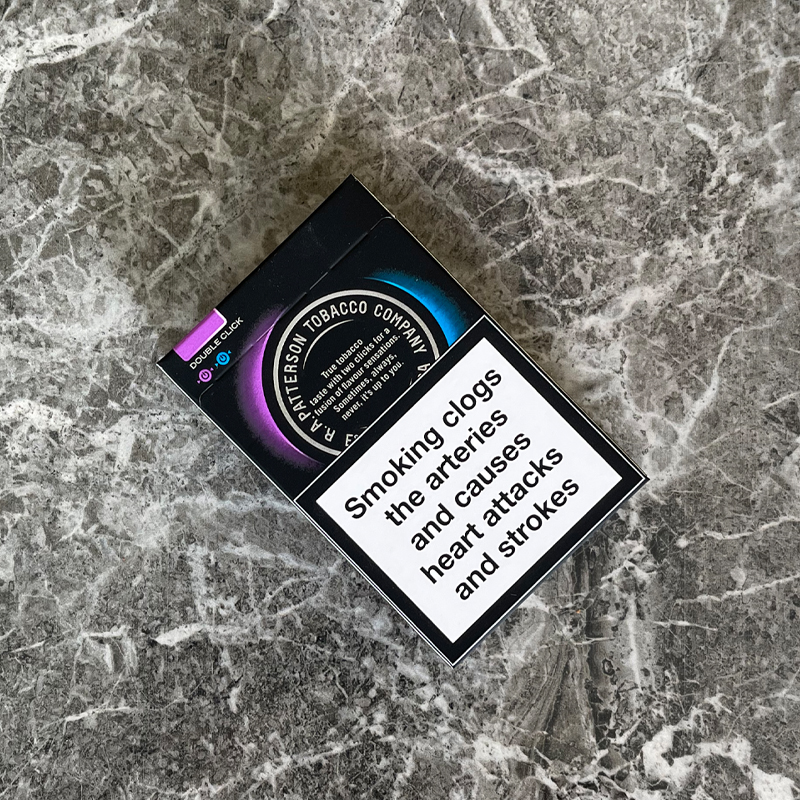 DOUBLE CLICK
R.A. PATTERSON TOBACCO COMPANY
True tobacco
taste with two clicks for a
fusion of flavour sensations.
Sometimes, always,
never, it's up to you.
Smoking clogs
the arteries
and causes
heart attacks
and strokes